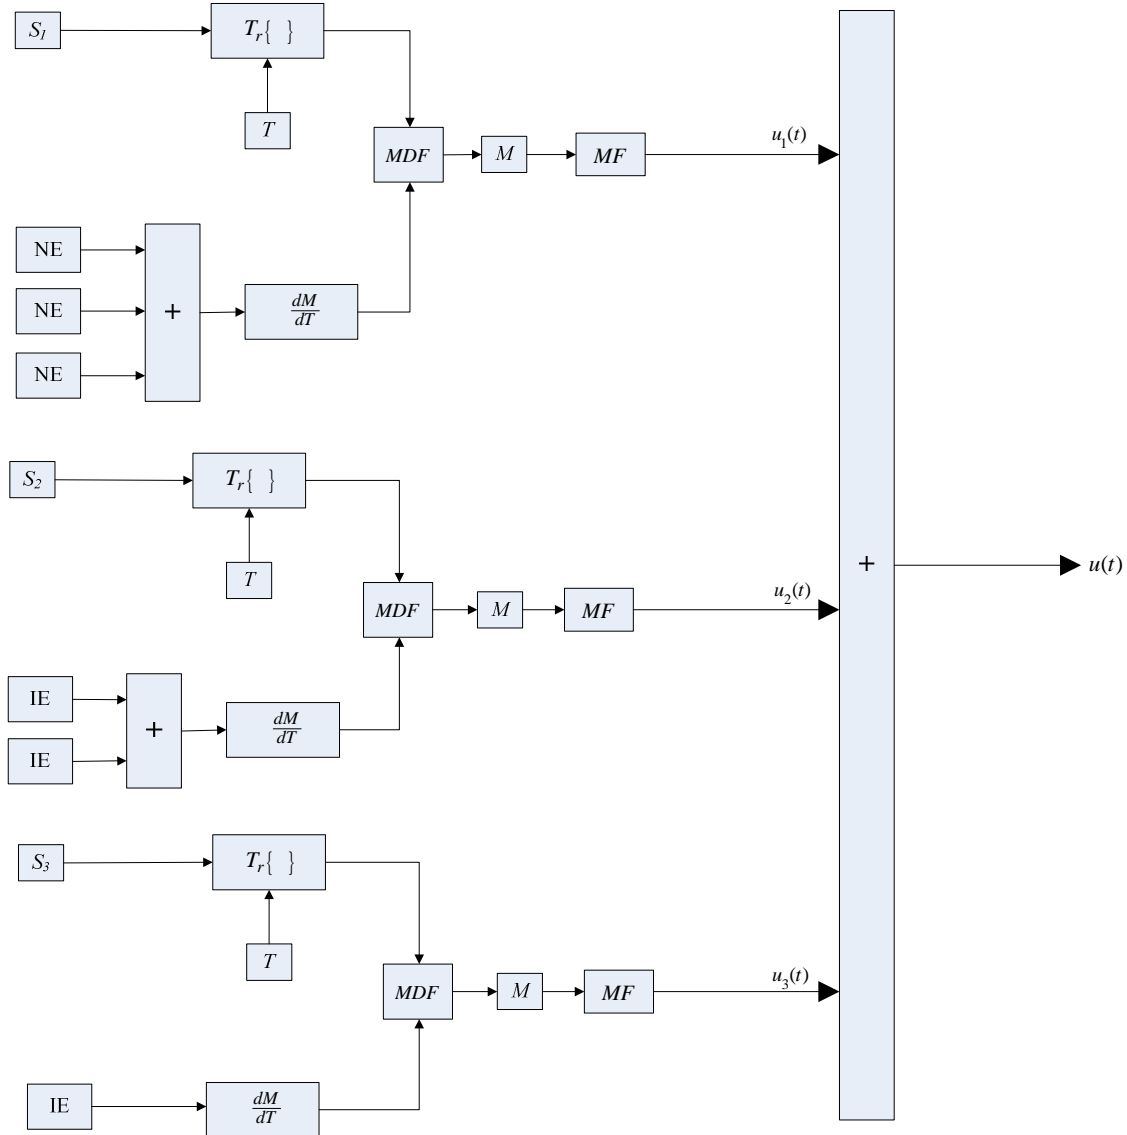 S1
Tr{ }
T
MDF
M
MF
u1(t)
NE
NE
NE
+
dM
dT
S2
Tr{ }
T
MDF
M
MF
u2(t)
+
u(t)
IE
IE
+
dM
dT
S3
Tr{ }
T
MDF
M
MF
u3(t)
IE
dM
dT